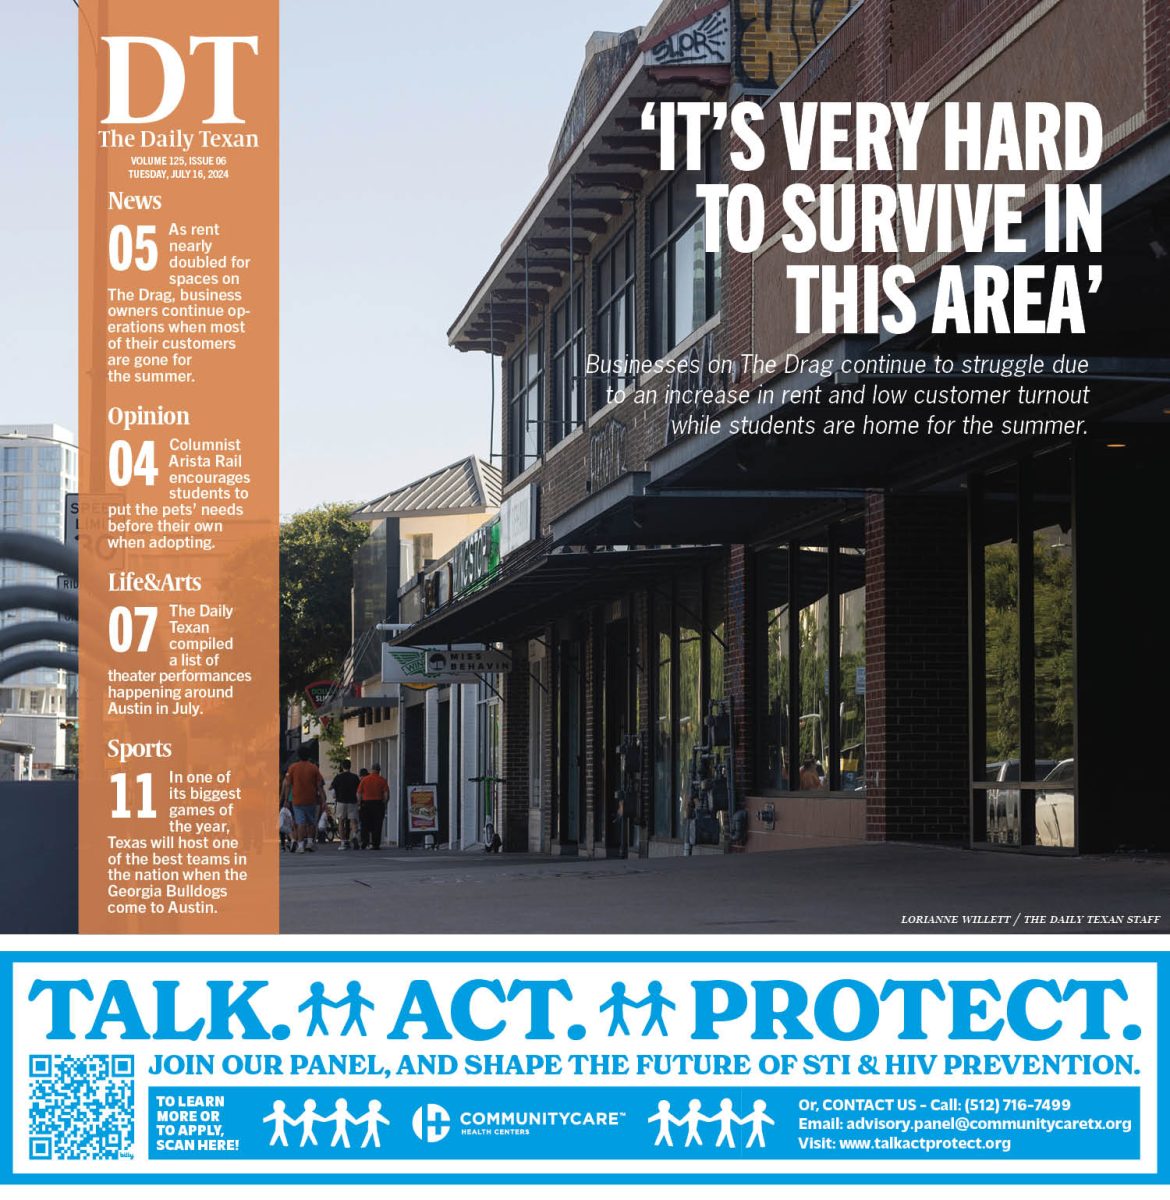 DT
The Daily Texan
VOLUME 125, ISSUE 06
TUESDAY, JULY 16, 2024
News
05
As rent
nearly
doubled for
spaces on
The Drag, business
owners continue op-
erations when most
of their customers
are gone for
the summer.
Opinion
04
Columnist
Arista Rail
encourages
students to
put the pets' needs
before their own
when adopting.
Life&Arts
07
The Daily
Texan
compiled
a list of
theater performances
happening around
Austin in July.
Sports
11
In one of
its biggest
games of
the year,
Texas will host one
of the best teams in
the nation when the
Georgia Bulldogs
come to Austin.
SLOR
‘IT’S VERY HARD
TO SURVIVE IN
THIS AREA’
Businesses on The Drag continue to struggle due
to an increase in rent and low customer turnout
while students are home for the summer.
MISS
BEHAVIN
LORIANNE WILLETT / THE DAILY TEXAN STAFF
TALK. ACT. PROTECT.
JOIN OUR PANEL, AND SHAPE THE FUTURE OF STI & HIV PREVENTION.
TO LEARN
MORE OR
TO APPLY,
SCAN HERE!
COMMUNITYCARE™
HEALTH CENTERS
Or, CONTACT US – Call: (512) 716-7499
Email: advisory.panel@communitycaretx.org
Visit: www.talkactprotect.org
bitly